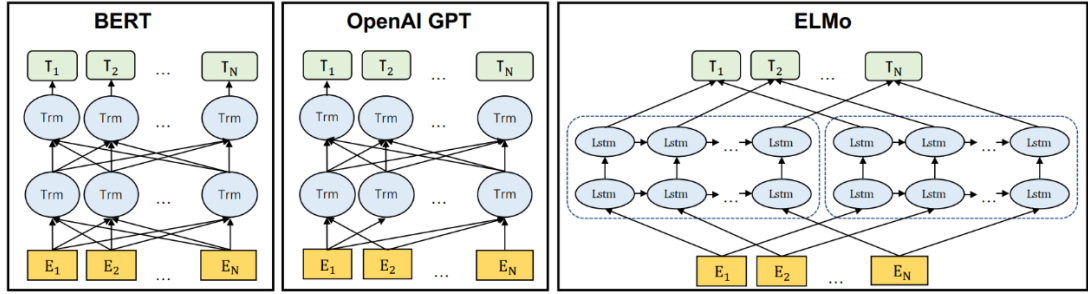 BERT
T1 T2 ... TN
Trm Trm ... Trm
Trm Trm ... Trm
E1 E2 ... EN
OpenAI GPT
T1 T2 ... TN
Trm Trm ... Trm
Trm Trm ... Trm
E1 E2 ... EN
ELMo
T1 T2 ... TN
Lstm Lstm ... Lstm Lstm Lstm ... Lstm
Lstm Lstm ... Lstm Lstm Lstm ... Lstm
E1 E2 ... EN